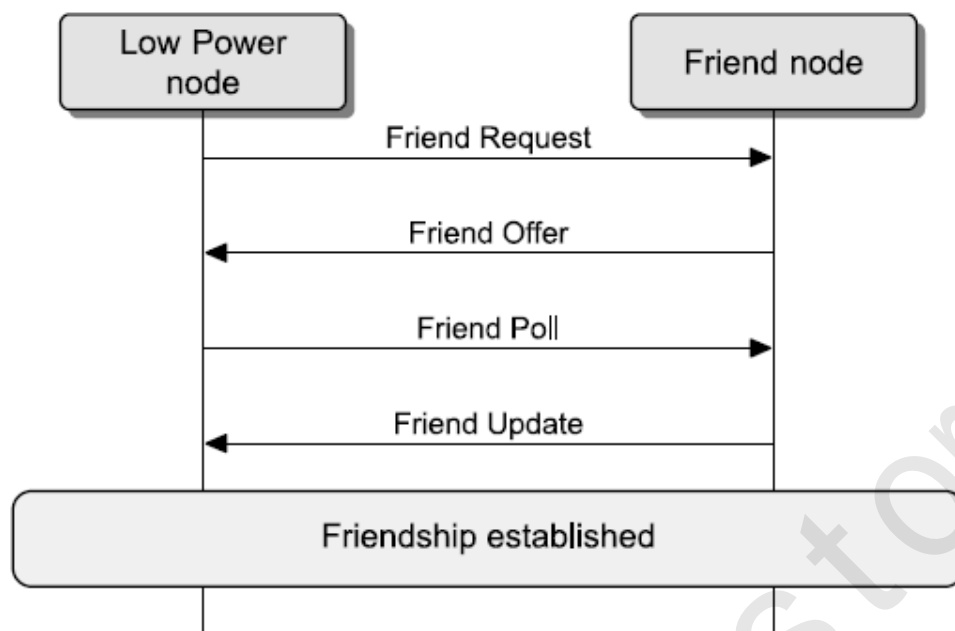 Low Power
node
Friend node
Friend Request
Friend Offer
Friend Poll
Friend Update
Friendship established